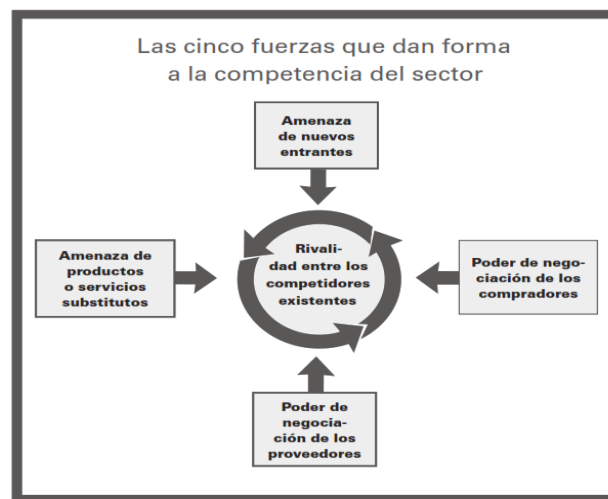 Las cinco fuerzas que dan forma
a la competencia del sector
Amenaza
de nuevos
entrantes
Amenaza de
productos
o servicios
substitutos
Rivali-
dad entre los
competidores
existentes
Poder de nego-
ciación de los
compradores
Poder de
negocia-
ción de los
proveedores